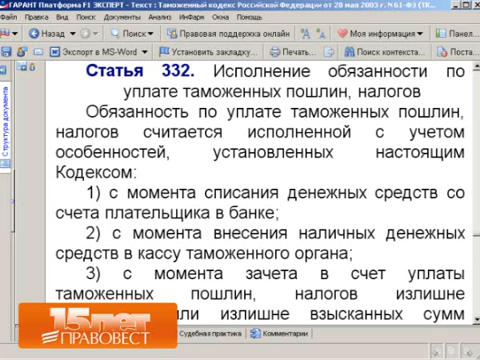 ГАРАНТ Платформа F1 ЭКСПЕРТ - Текст : Таможенный кодекс Российской Федерации от 28 мая 2003 г. N 61-ФЗ (ТК...
Файл Правка Вид Поиск Документы Анализ ИнФарм Окна Помощь
Назад Поиск Правовая поддержка онлайн Моя информация Панел...
Экспорт в MS-Word Установить закладку... Печать... Поиск контекста... Поста...
Структура документа
Статья 332. Исполнение обязанности по
уплате таможенных пошлин, налогов
Обязанность по уплате таможенных пошлин,
налогов считается исполненной с учетом
особенностей, установленных настоящим
Кодексом:
1) с момента списания денежных средств со
счета плательщика в банке;
2) с момента внесения наличных денежных
средств в кассу таможенного органа;
3) с момента зачета в счет уплаты
таможенных пошлин, налогов излишне
или излишне взысканных сумм
15 лет
ПРАВОВЕСТ
Судебная практика Комментарии